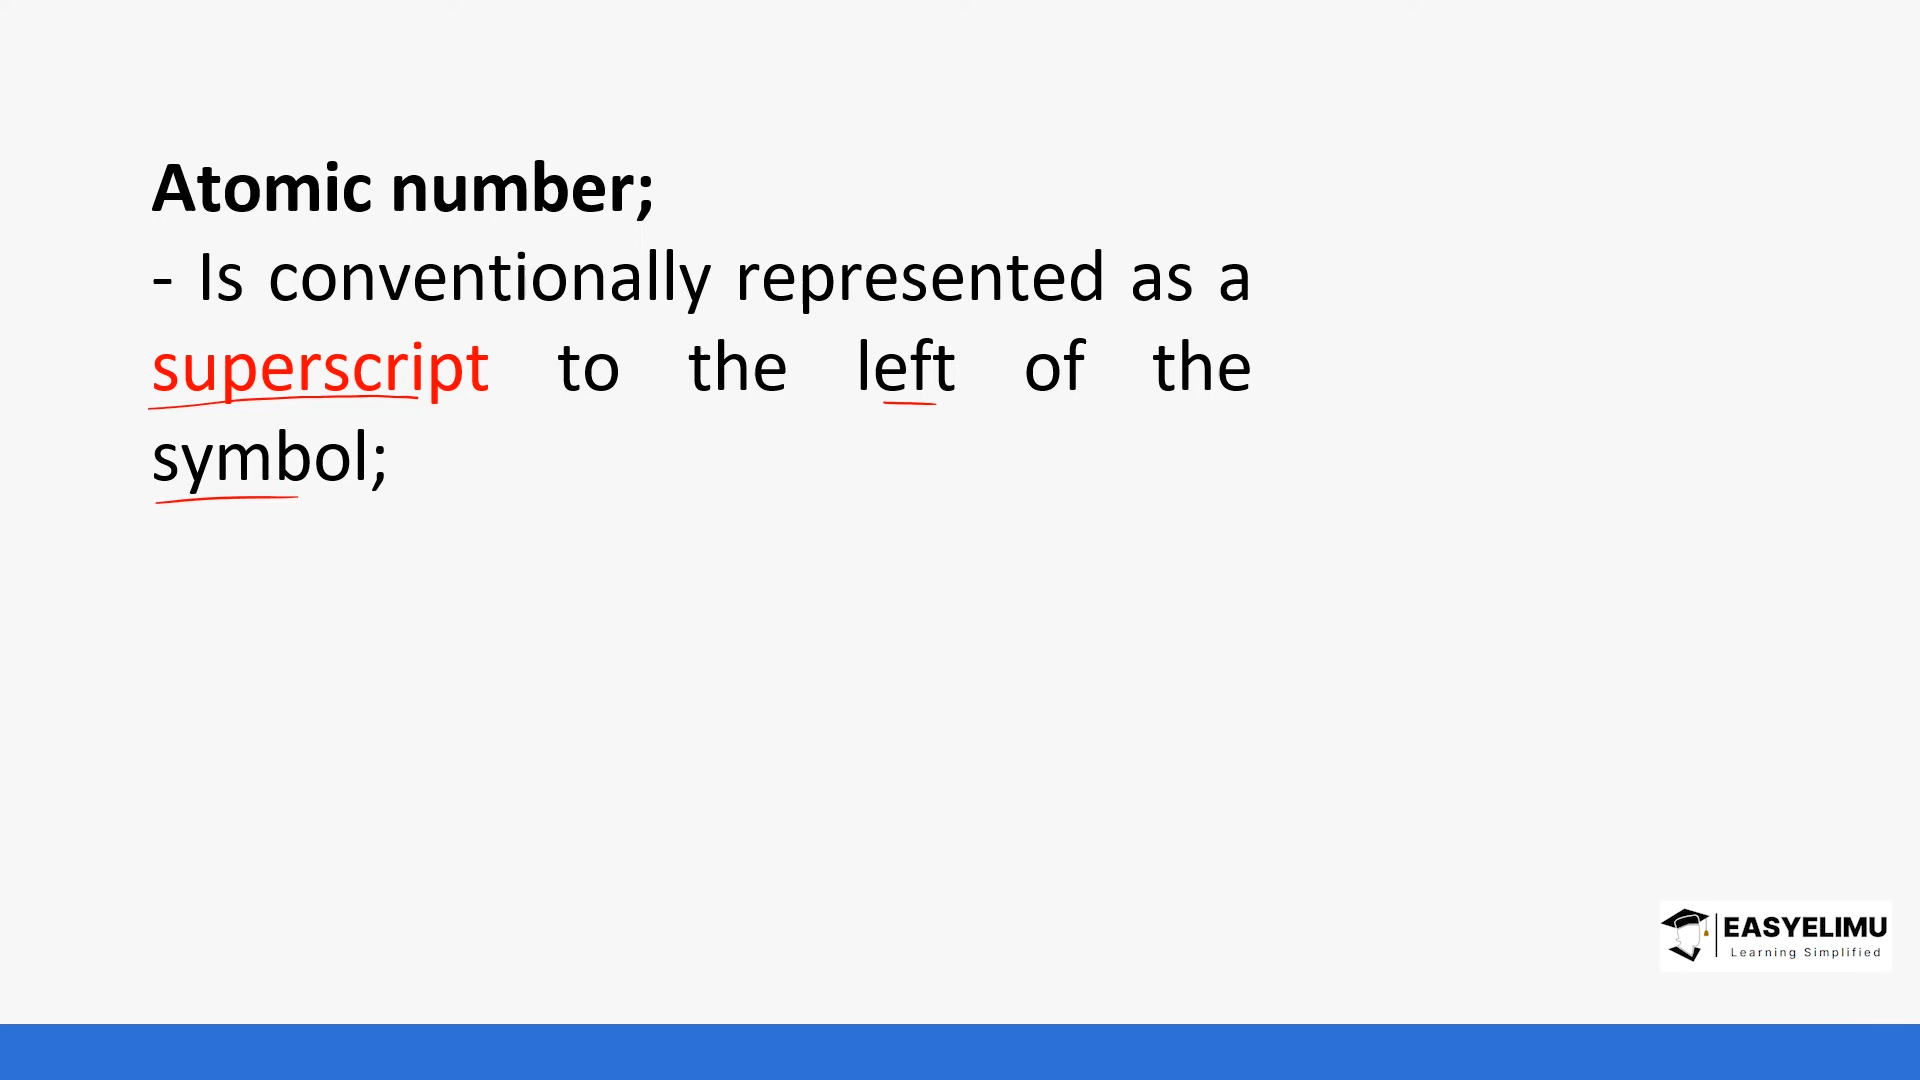 Atomic number;
- Is conventionally represented as a
superscript to the left of the
symbol;
EASYELIMU
Learning Simplified